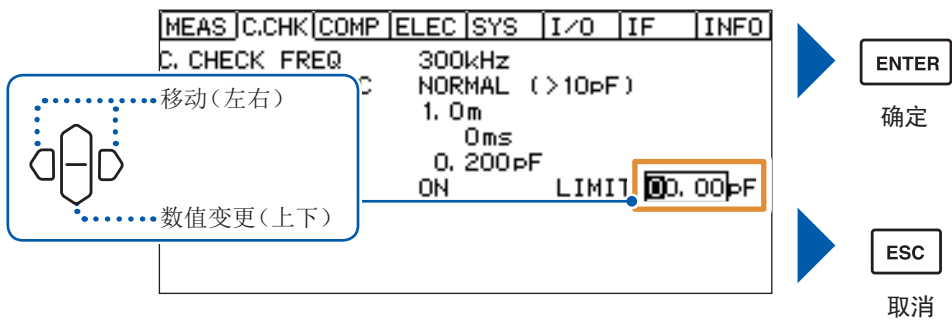 MEAS C.CHK COMP ELEC SYS I/O IF INFO
C. CHECK FREQ 300kHz
C NORMAL (>10pF)
1. 0m
0ms
0. 200pF
ON LIMIT 00. 00pF
移动(左右)
数值变更(上下)
ENTER
确定
ESC
取消